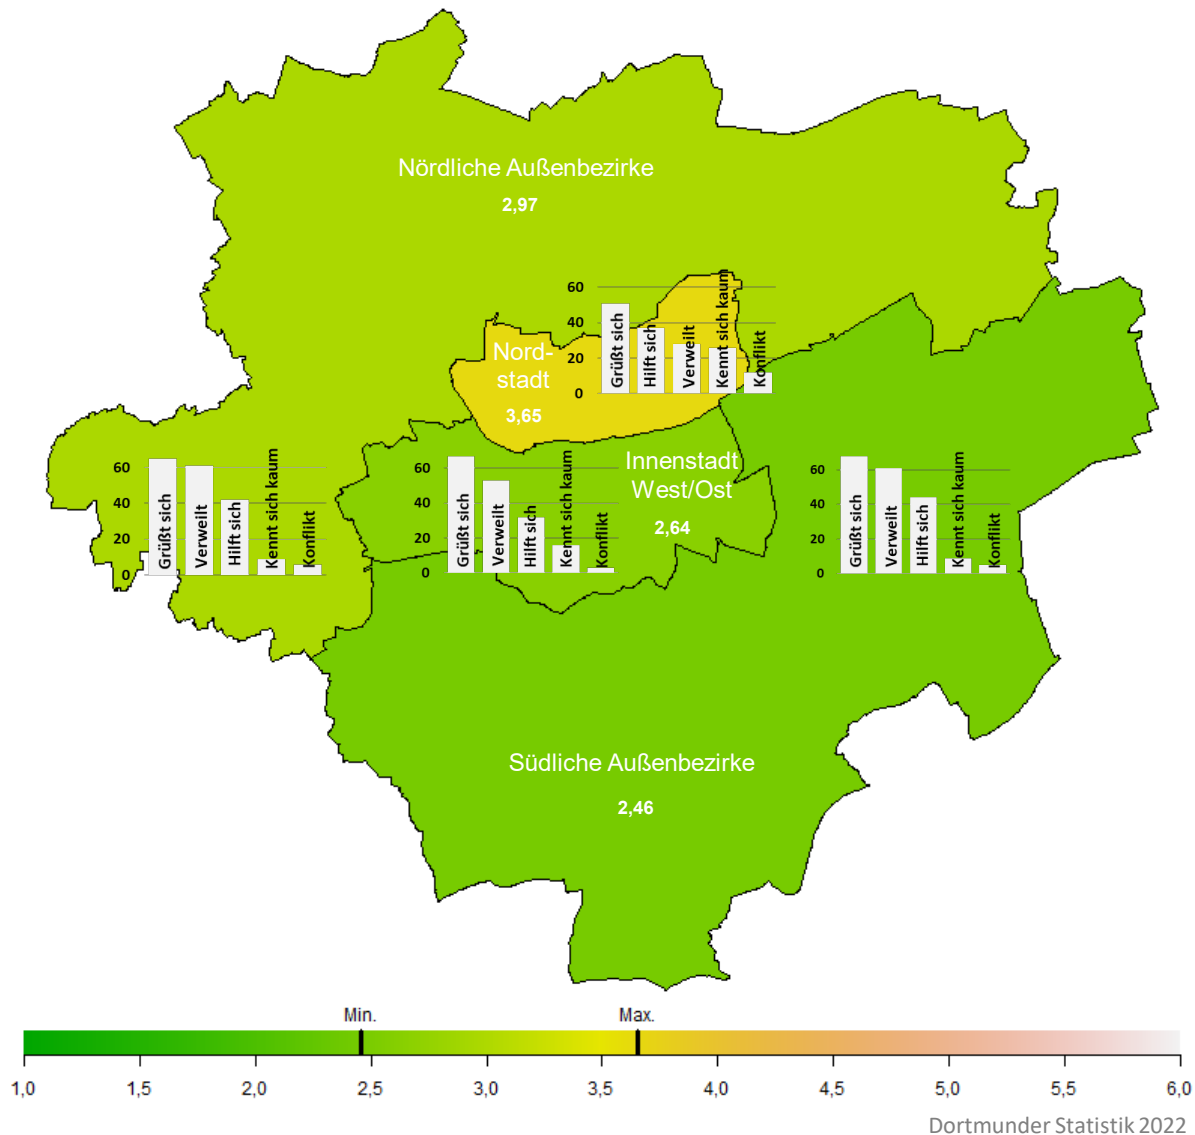 Nördliche Außenbezirke
2,97
60
40
20
0
Grüßt sich
Hilft sich
Verweilt
Kennt sich kaum
Konflikt
Nord-
stadt
3,65
60
40
20
0
Grüßt sich
Verweilt
Hilft sich
Kennt sich kaum
Konflikt
60
40
20
0
Grüßt sich
Verweilt
Hilft sich
Kennt sich kaum
Konflikt
Innenstadt
West/Ost
2,64
60
40
20
0
Grüßt sich
Verweilt
Hilft sich
Kennt sich kaum
Konflikt
Südliche Außenbezirke
2,46
Min. Max.
1,0 1,5 2,0 2,5 3,0 3,5 4,0 4,5 5,0 5,5 6,0
Dortmunder Statistik 2022